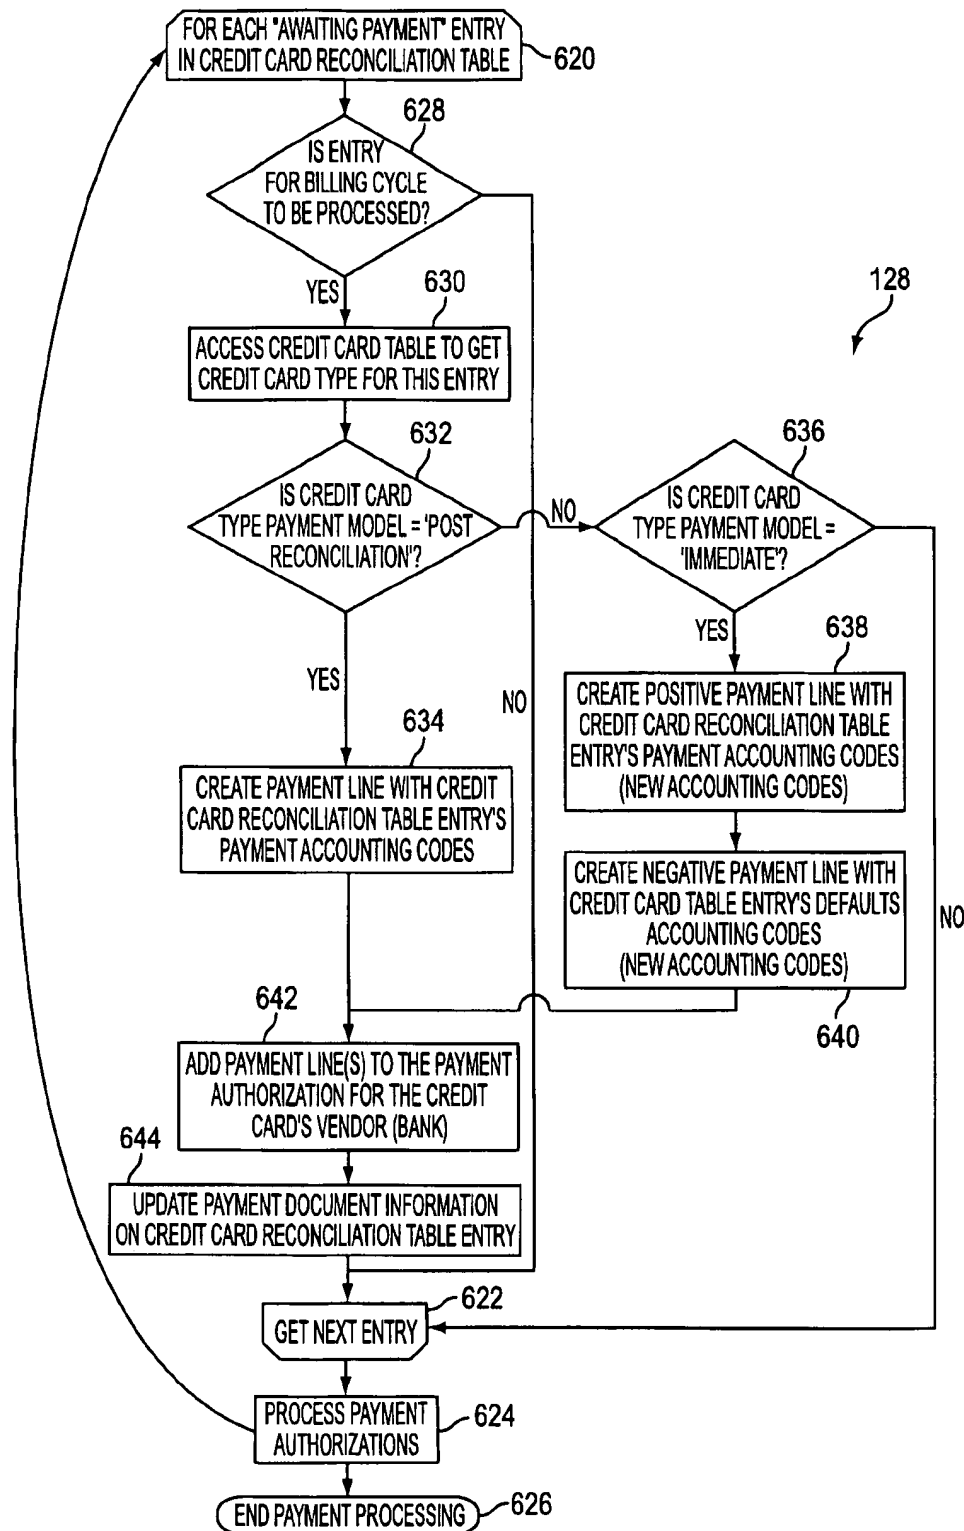 FOR EACH "AWAITING PAYMENT" ENTRY
IN CREDIT CARD RECONCILIATION TABLE
620
628
IS ENTRY
FOR BILLING CYCLE
TO BE PROCESSED?
YES
630
ACCESS CREDIT CARD TABLE TO GET
CREDIT CARD TYPE FOR THIS ENTRY
128
632
IS CREDIT CARD
TYPE PAYMENT MODEL = 'POST
RECONCILIATION'?
NO
636
IS CREDIT CARD
TYPE PAYMENT MODEL =
'IMMEDIATE'?
YES
YES
NO
638
CREATE POSITIVE PAYMENT LINE WITH
CREDIT CARD RECONCILIATION TABLE
ENTRY'S PAYMENT ACCOUNTING CODES
(NEW ACCOUNTING CODES)
634
CREATE PAYMENT LINE WITH CREDIT
CARD RECONCILIATION TABLE ENTRY'S
PAYMENT ACCOUNTING CODES
CREATE NEGATIVE PAYMENT LINE WITH
CREDIT CARD TABLE ENTRY'S DEFAULTS
ACCOUNTING CODES
(NEW ACCOUNTING CODES)
NO
640
642
ADD PAYMENT LINE(S) TO THE PAYMENT
AUTHORIZATION FOR THE CREDIT
CARD'S VENDOR (BANK)
644
UPDATE PAYMENT DOCUMENT INFORMATION
ON CREDIT CARD RECONCILIATION TABLE ENTRY
622
GET NEXT ENTRY
PROCESS PAYMENT
AUTHORIZATIONS
624
END PAYMENT PROCESSING
626